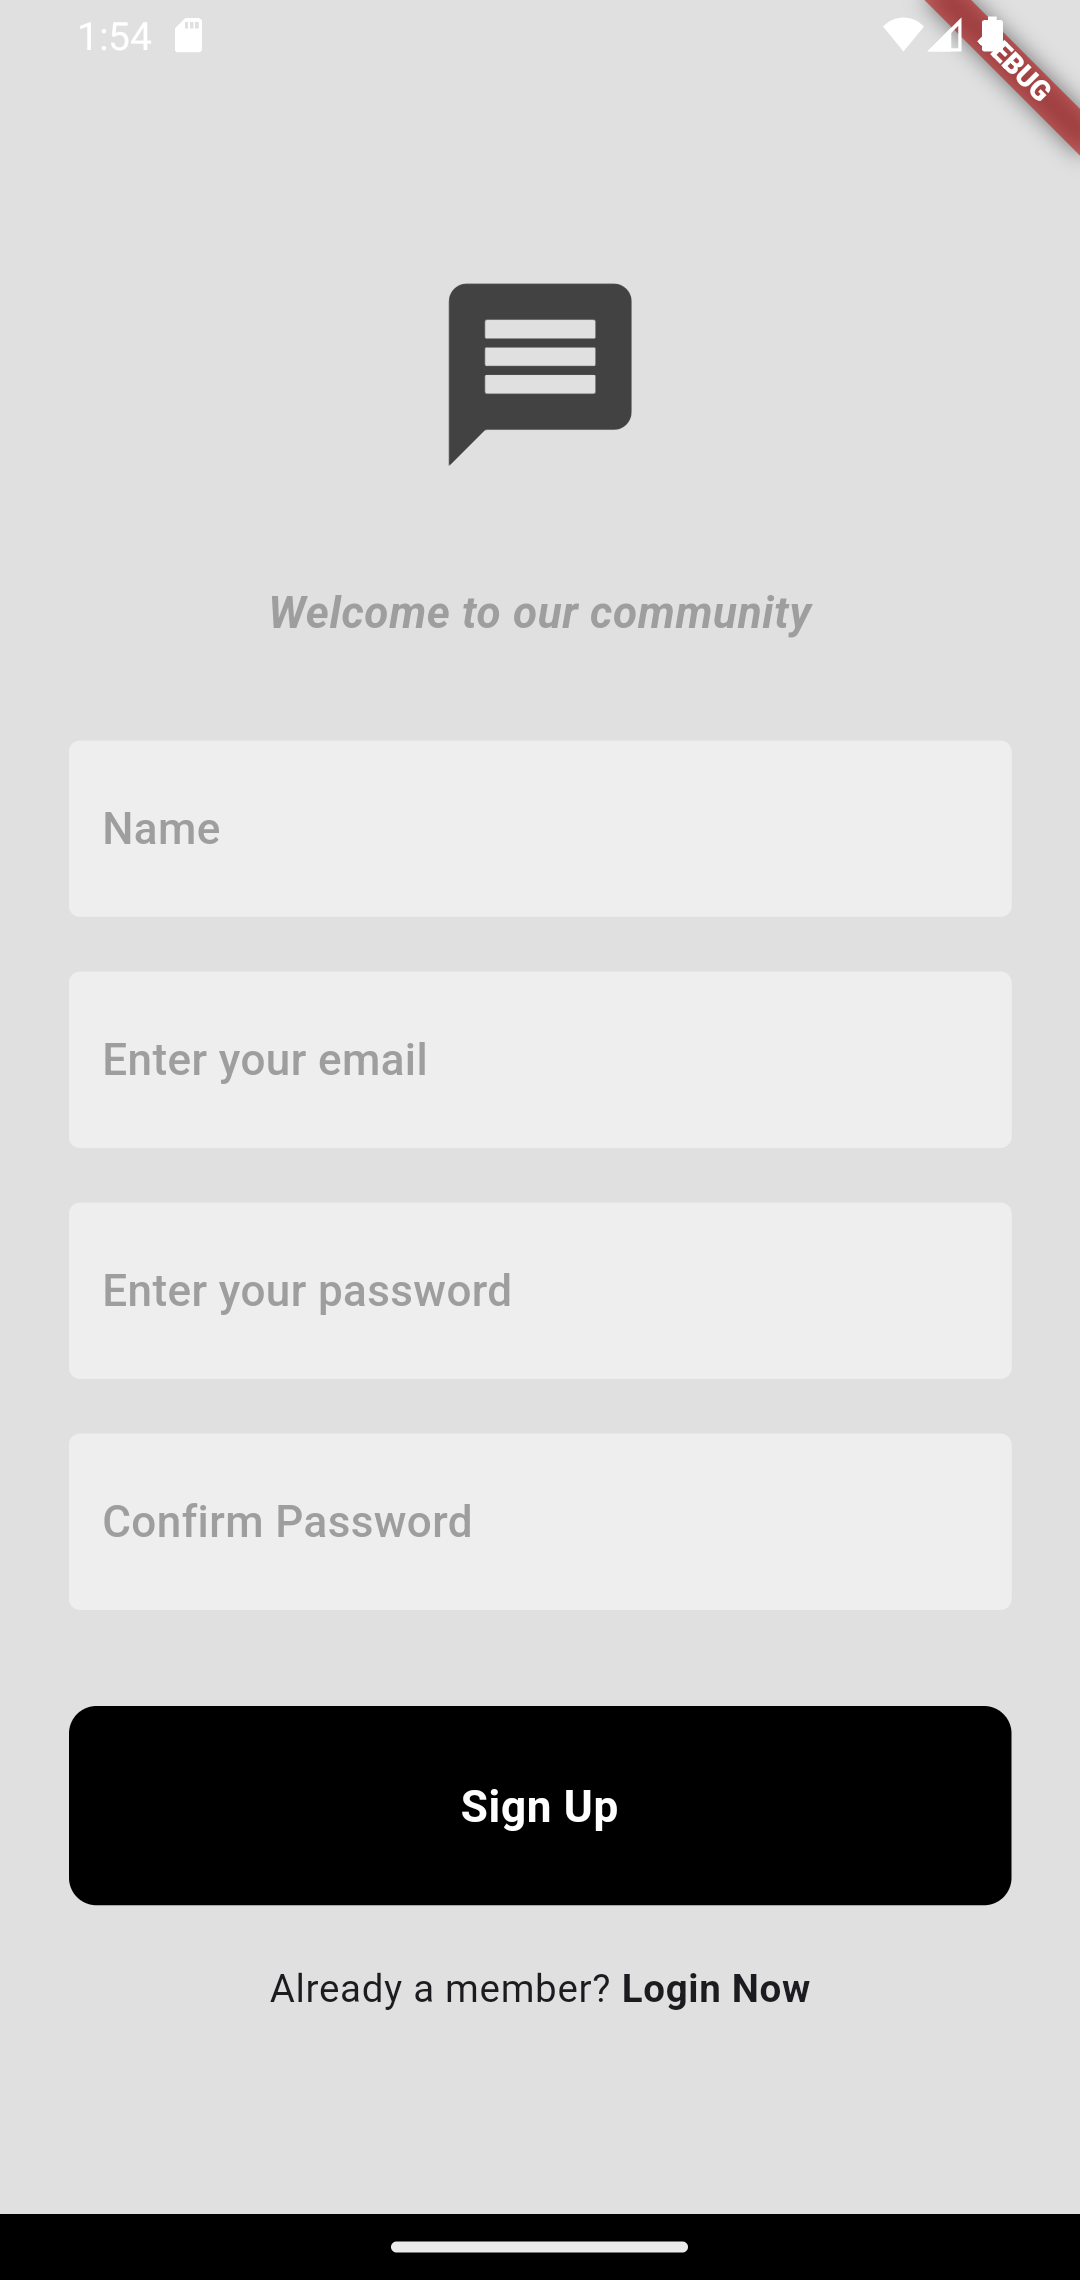 1:54
DEBUG
Welcome to our community
Name
Enter your email
Enter your password
Confirm Password
Sign Up
Already a member? Login Now